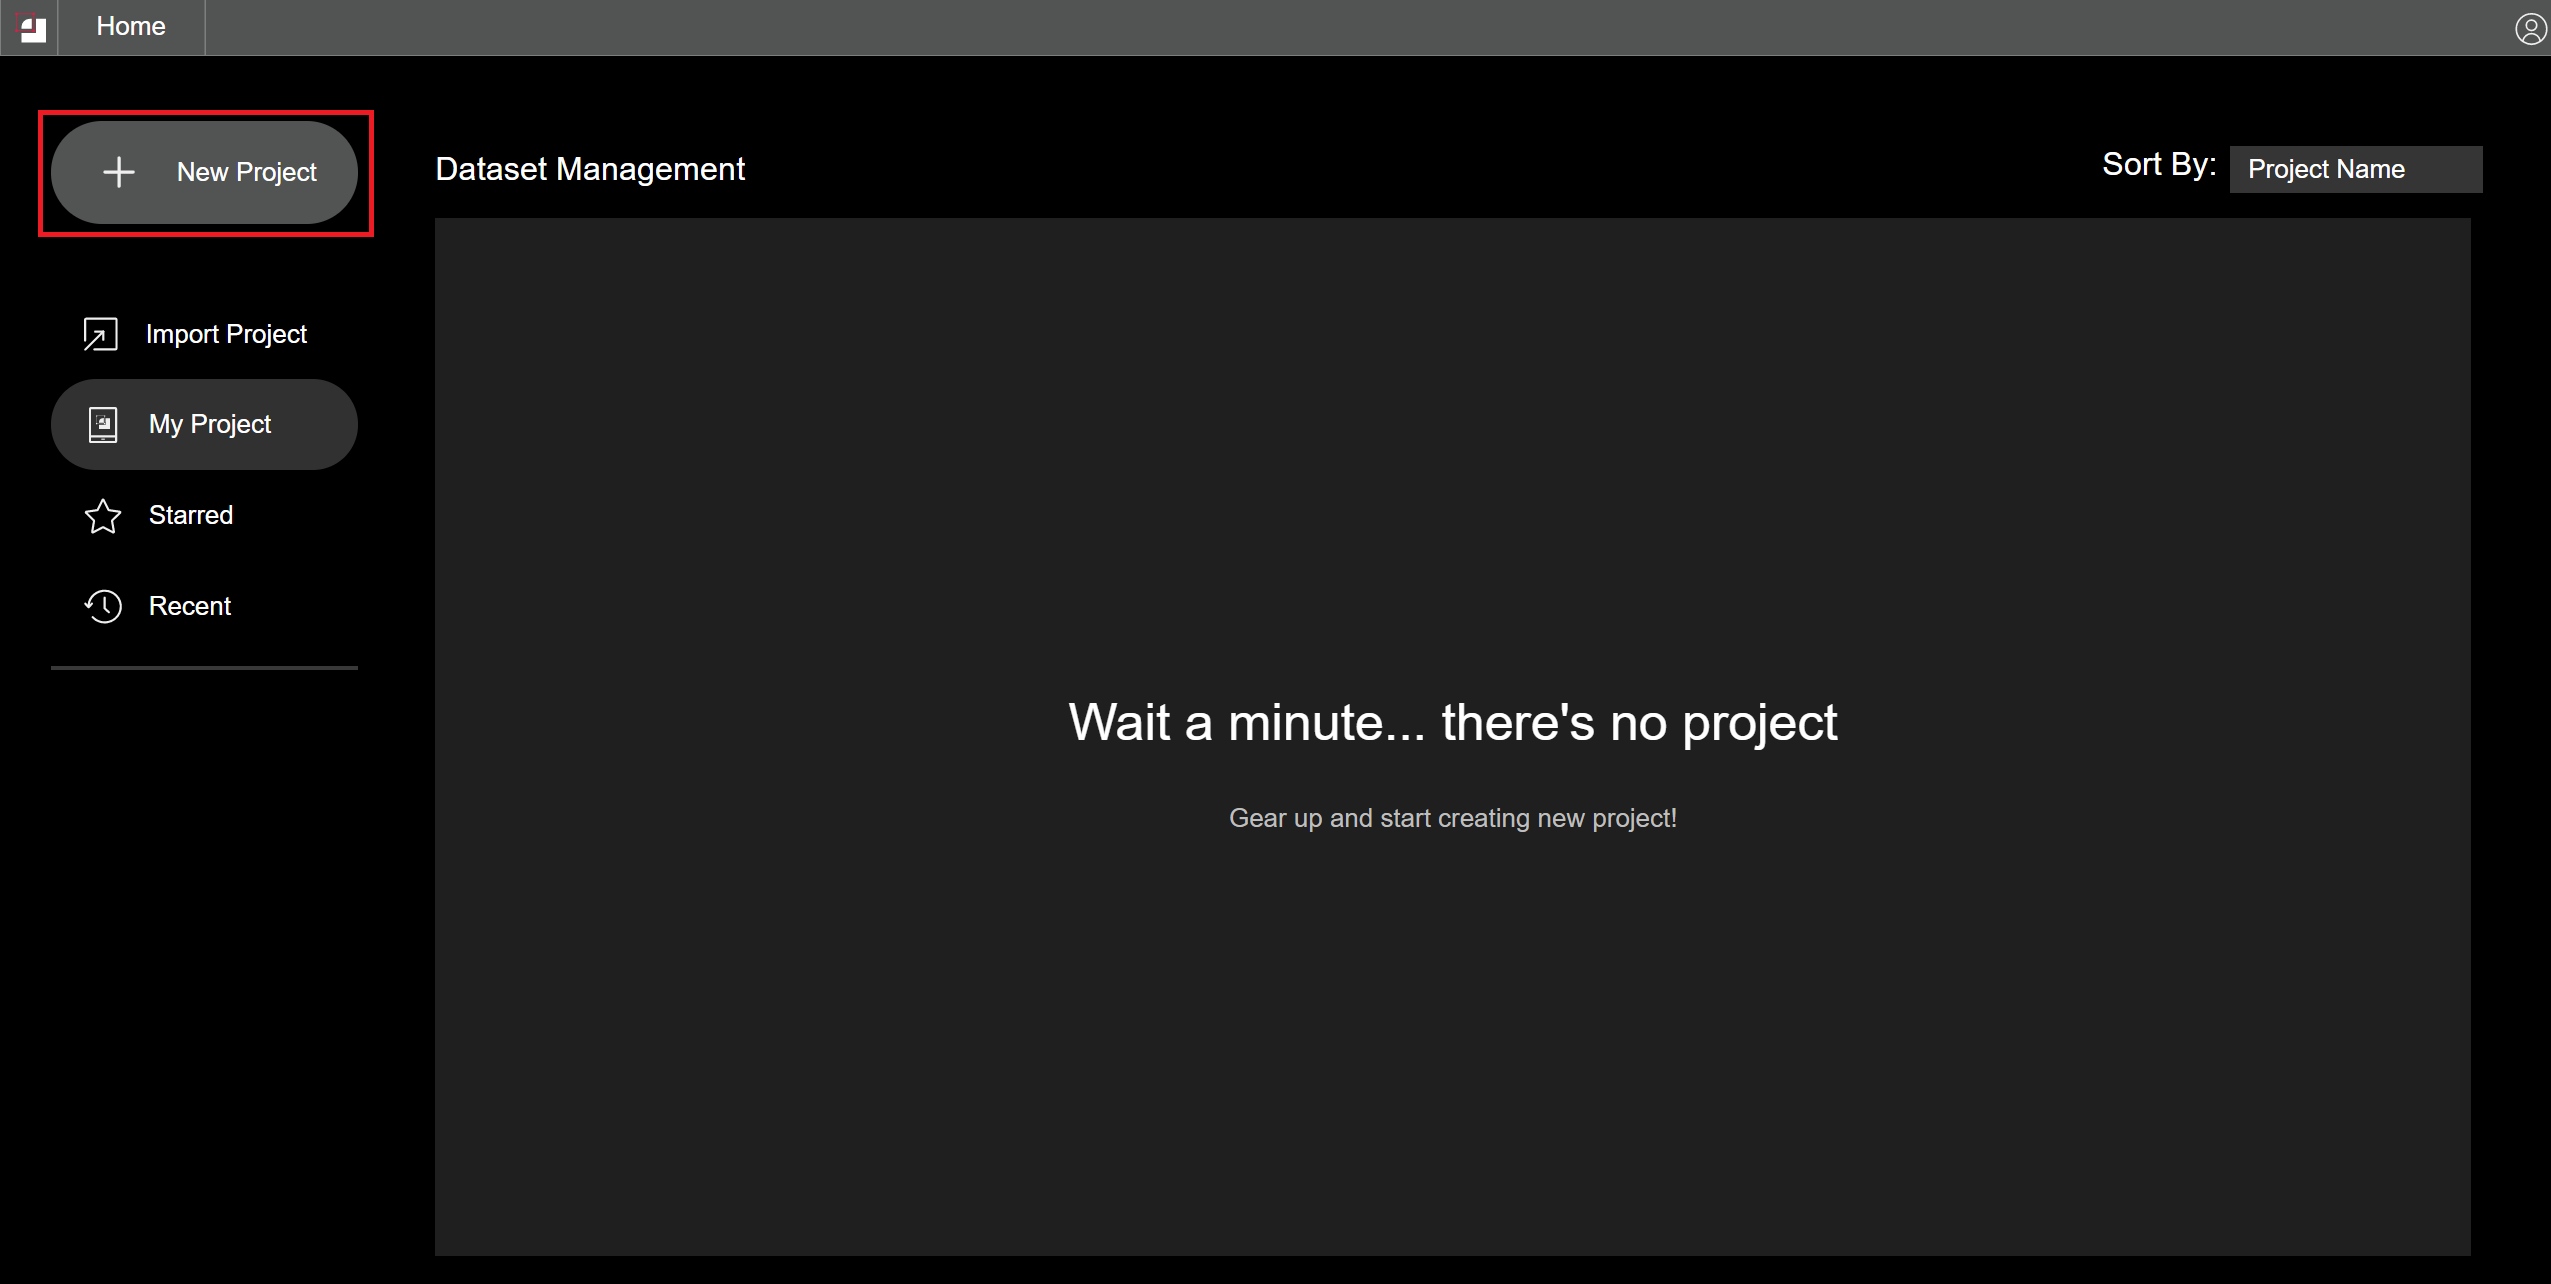 Home
New Project
Dataset Management
Sort By:
Project Name
Import Project
My Project
Starred
Recent
Wait a minute... there's no project
Gear up and start creating new project!